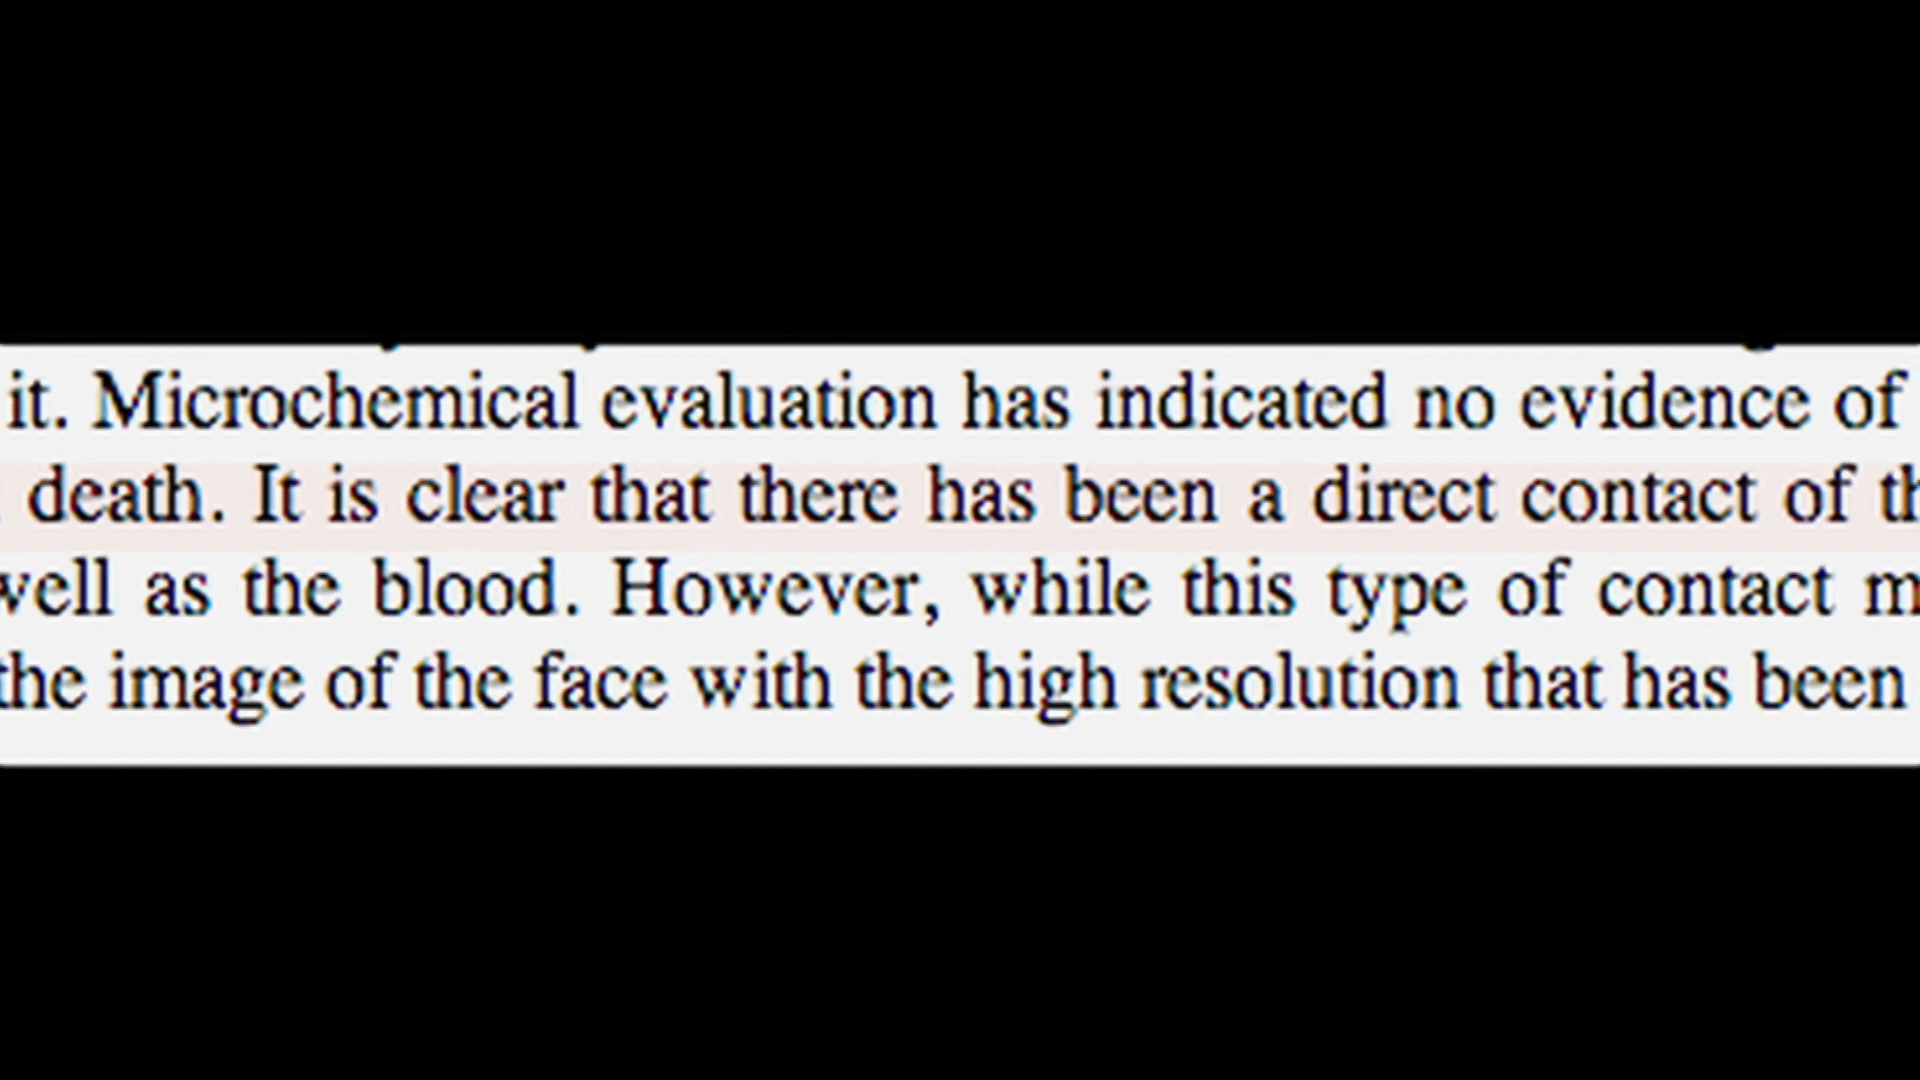 it. Microchemical evaluation has indicated no evidence of
death. It is clear that there has been a direct contact of
as the blood. However, while this type of contact
the image of the face with the high resolution that has been